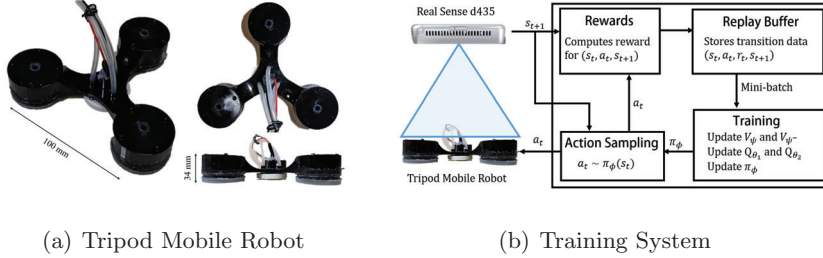 100 mm
34 mm
Real Sense d435
s_{t+1}
Rewards
Computes reward
for (s_t, a_t, s_{t+1})
Replay Buffer
Stores transition data
(s_t, a_t, r_t, s_{t+1})
Mini-batch
a_t
Training
Update V_ψ and V_ψ-
Update Q_θ1 and Q_θ2
Update π_ϕ
π_ϕ
Action Sampling
a_t ~ π_ϕ(s_t)
a_t
Tripod Mobile Robot
(a) Tripod Mobile Robot
(b) Training System